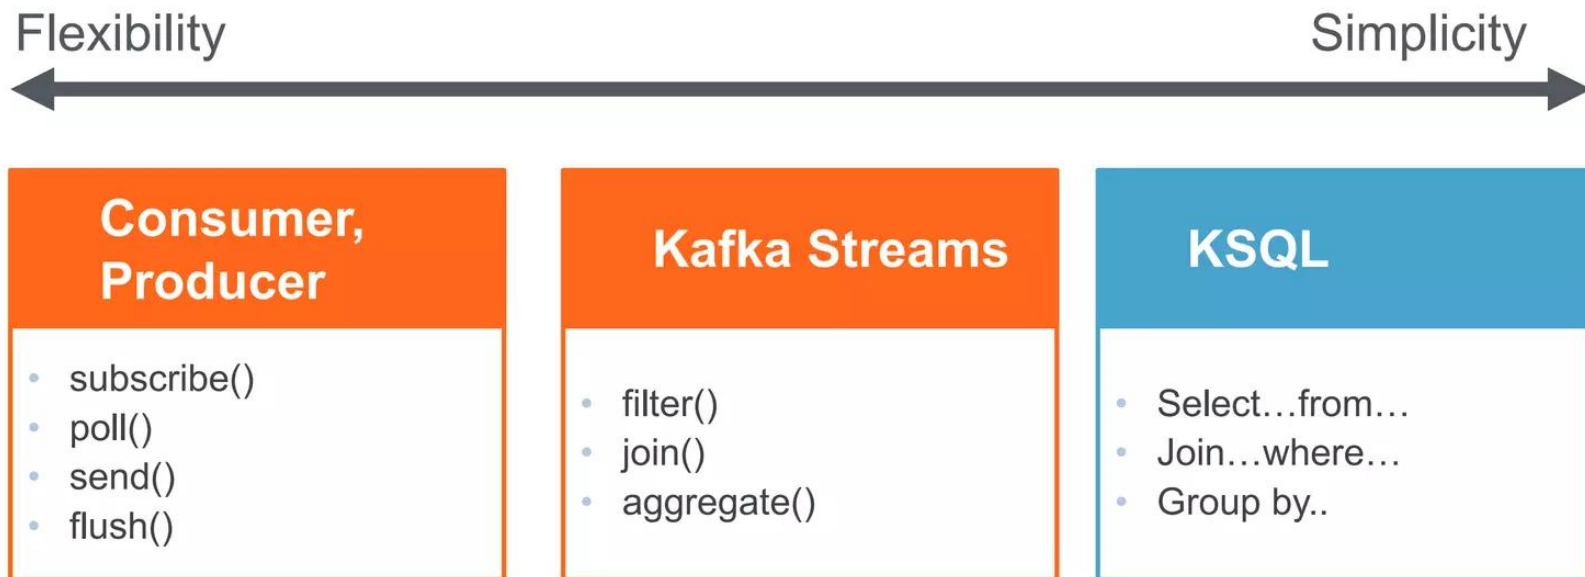 Flexibility
Simplicity
Consumer,
Producer
• subscribe()
• poll()
• send()
• flush()
Kafka Streams
• filter()
• join()
• aggregate()
KSQL
• Select…from…
• Join…where…
• Group by..